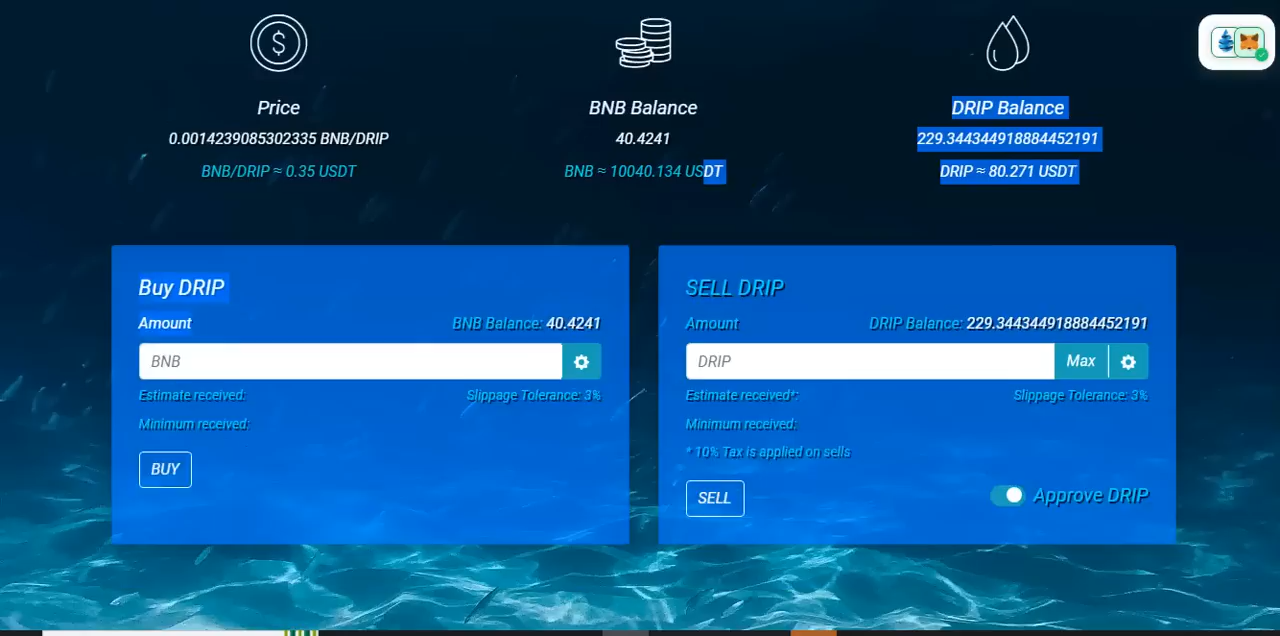 Price
0.0014239085302335 BNB/DRIP
BNB/DRIP ≈ 0.35 USDT
BNB Balance
40.4241
BNB ≈ 10040.134 USDT
DRIP Balance
229.344344918884452191
DRIP ≈ 80.271 USDT
Buy DRIP
Amount
BNB Balance: 40.4241
BNB
Estimate received:
Slippage Tolerance: 3%
Minimum received:
BUY
SELL DRIP
Amount
DRIP Balance: 229.344344918884452191
DRIP
Max
Estimate received*:
Slippage Tolerance: 3%
Minimum received:
* 10% Tax is applied on sells
SELL
Approve DRIP